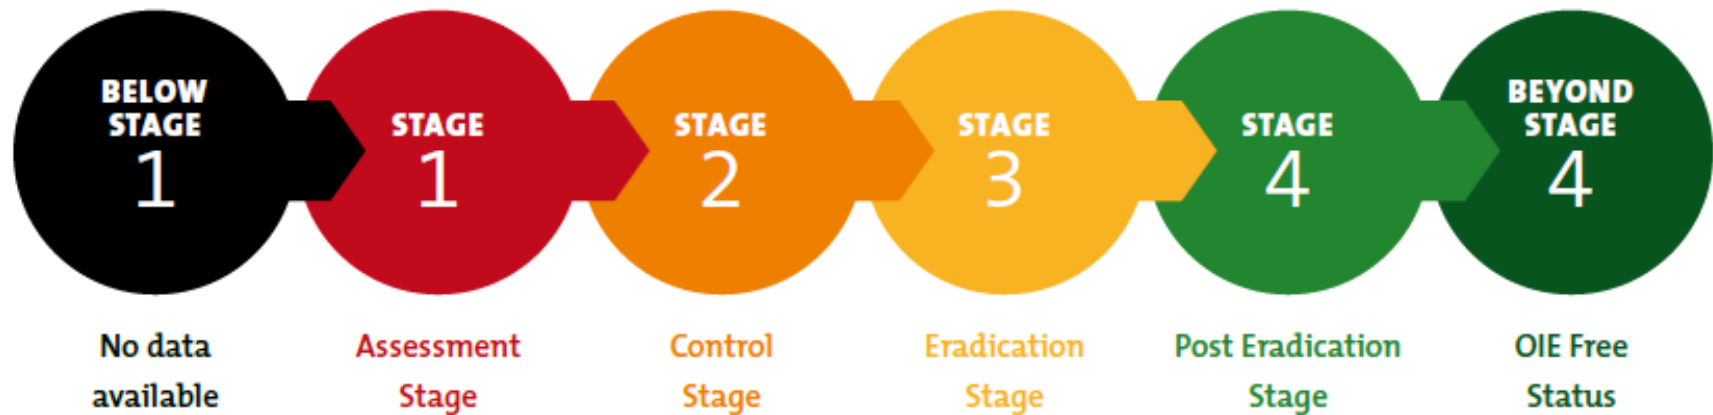 BELOW
STAGE
1
STAGE
1
STAGE
2
STAGE
3
STAGE
4
BEYOND
STAGE
4
No data
available
Assessment
Stage
Control
Stage
Eradication
Stage
Post Eradication
Stage
OIE Free
Status